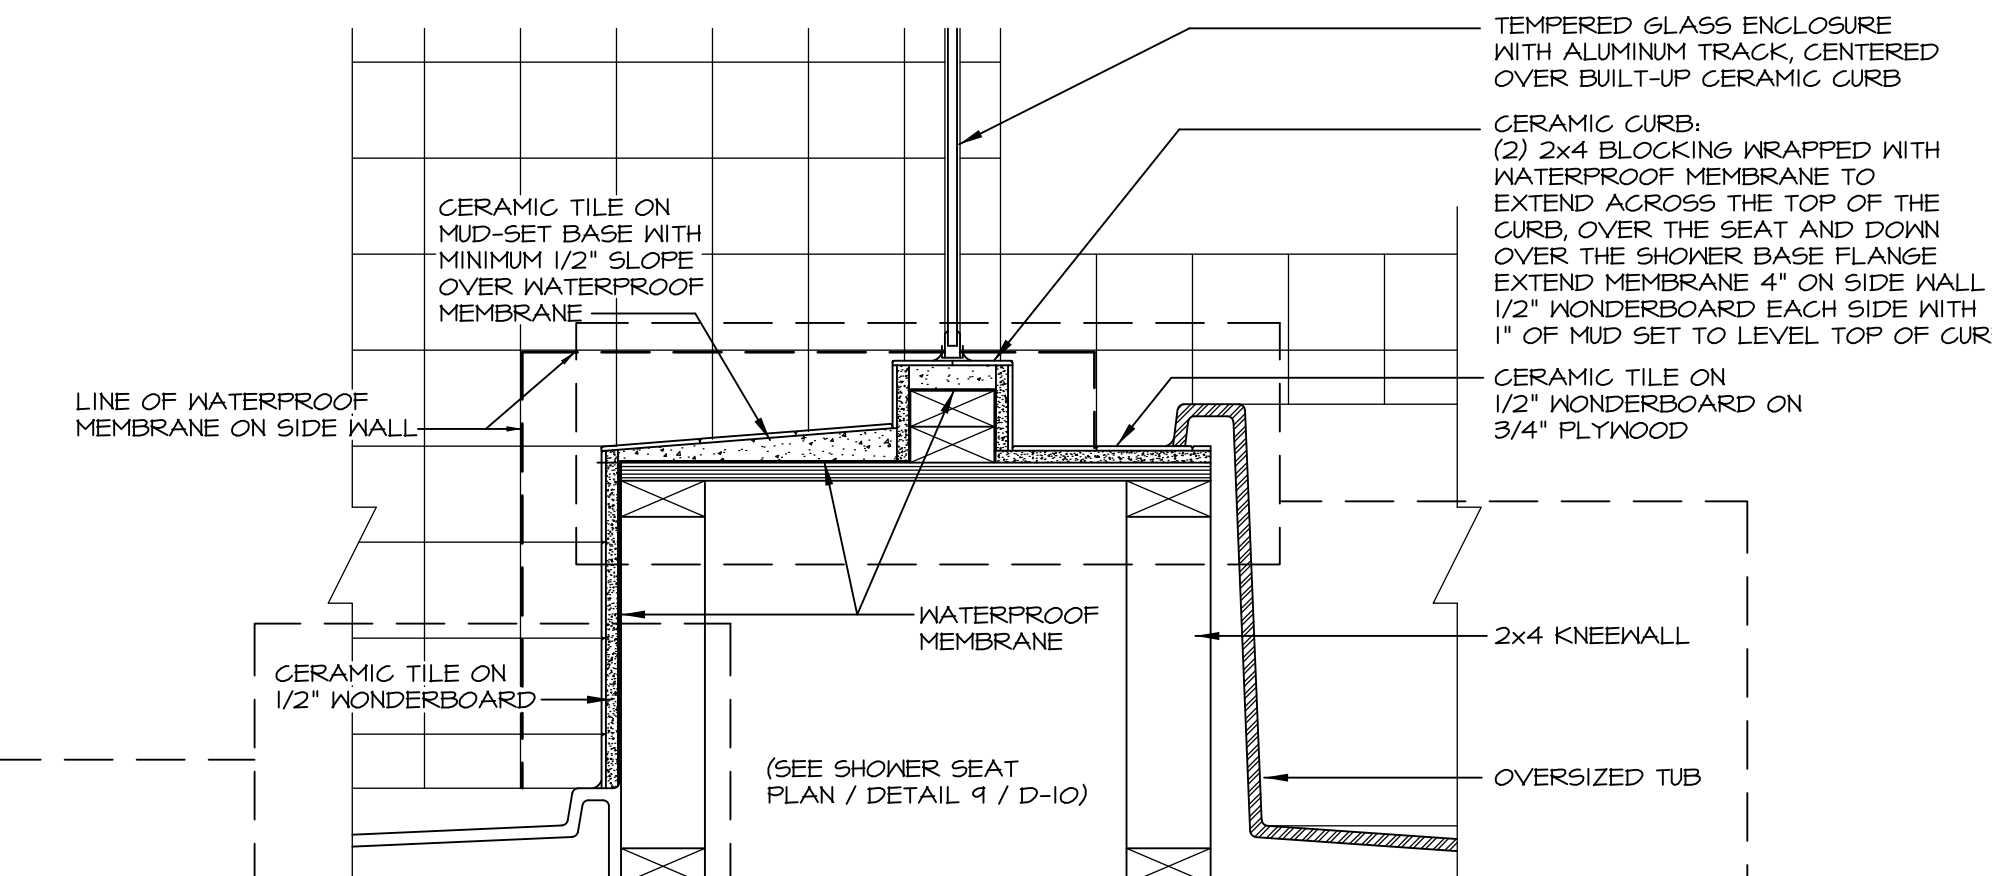 TEMPERED GLASS ENCLOSURE
WITH ALUMINUM TRACK, CENTERED
OVER BUILT-UP CERAMIC CURB
CERAMIC CURB:
(2) 2x4 BLOCKING WRAPPED WITH
WATERPROOF MEMBRANE TO
EXTEND ACROSS THE TOP OF THE
CURB, OVER THE SEAT AND DOWN
OVER THE SHOWER BASE FLANGE
EXTEND MEMBRANE 4" ON SIDE WALL
1/2" WONDERBOARD EACH SIDE WITH
1" OF MUD SET TO LEVEL TOP OF
CERAMIC TILE ON
MUD-SET BASE WITH
MINIMUM 1/2" SLOPE
OVER WATERPROOF
MEMBRANE
CERAMIC TILE ON
1/2" WONDERBOARD ON
3/4" PLYWOOD
LINE OF WATERPROOF
MEMBRANE ON SIDE WALL
WATERPROOF
MEMBRANE
2x4 KNEEWALL
CERAMIC TILE ON
1/2" WONDERBOARD
(SEE SHOWER SEAT
PLAN / DETAIL 9 / D-10)
OVERSIZED TUB